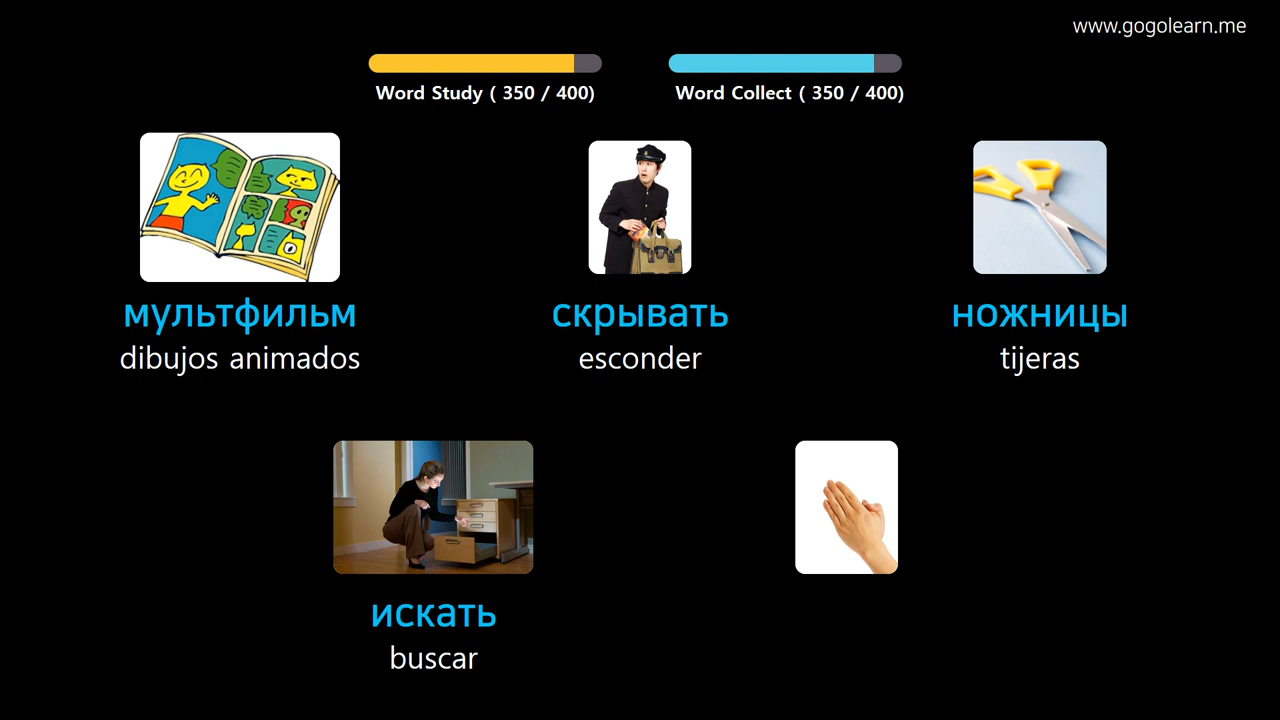 www.gogolearn.me
Word Study ( 350 / 400)
Word Collect ( 350 / 400)
мультфильм
dibujos animados
скрывать
esconder
ножницы
tijeras
искать
buscar